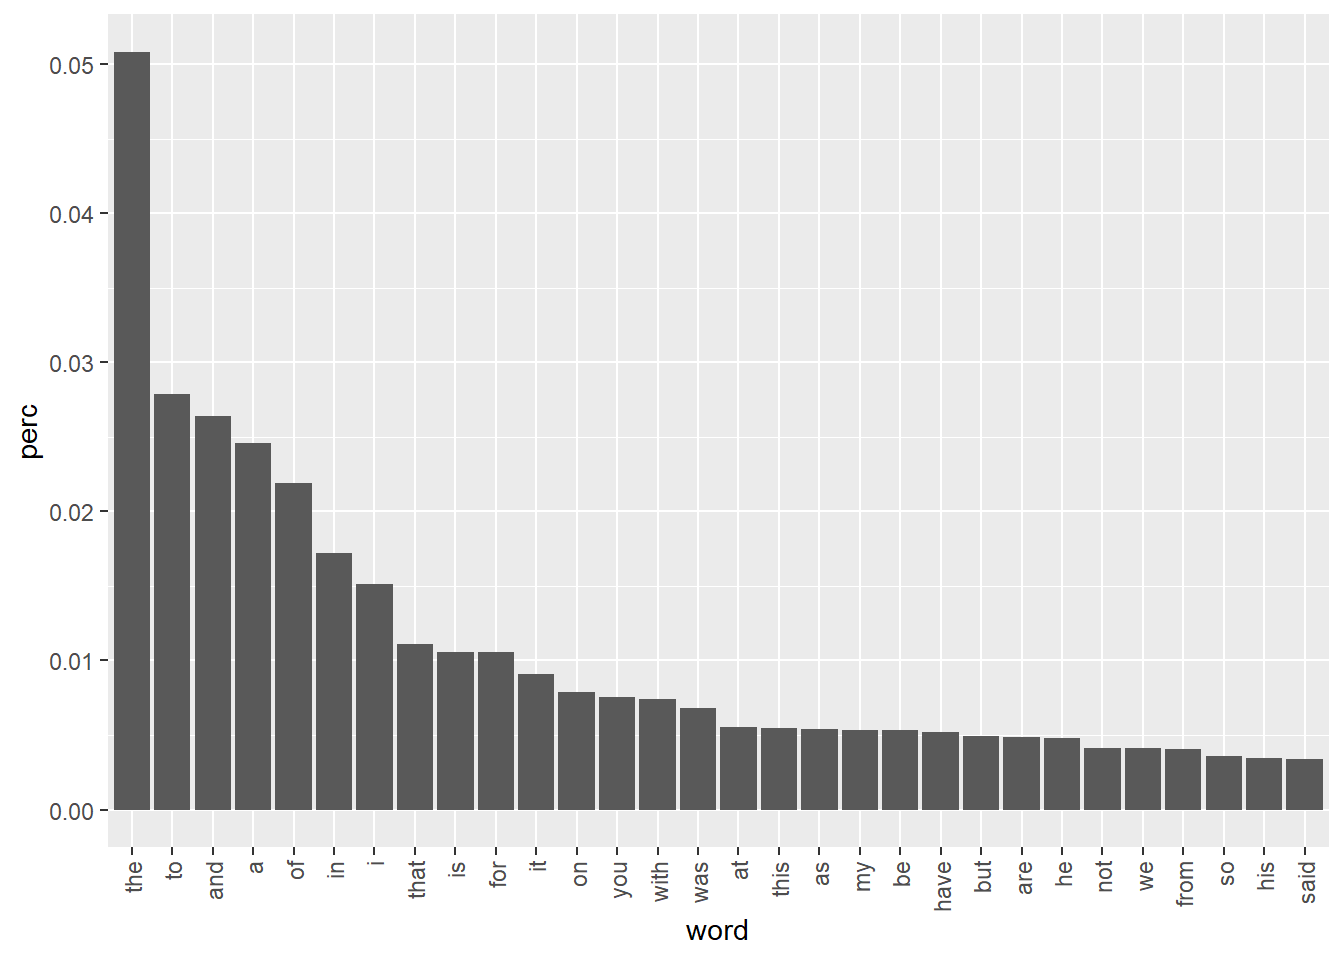 0.05
0.04
0.03
0.02
0.01
0.00
perc
the to and a of in i that is for it on you with was at this as my be have but are he not we from so his said
word